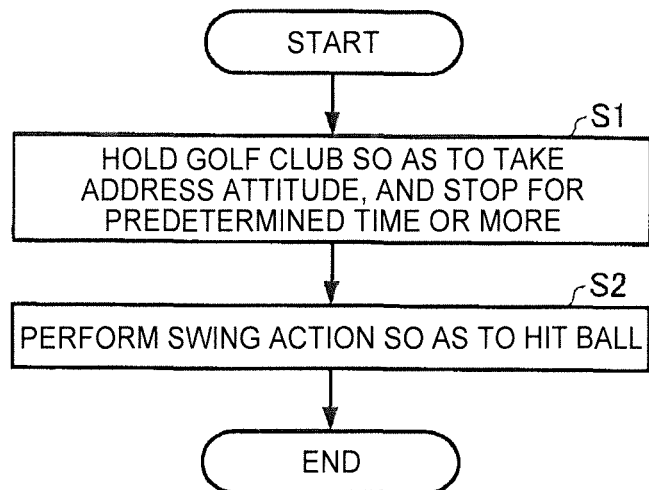 START
S1
HOLD GOLF CLUB SO AS TO TAKE
ADDRESS ATTITUDE, AND STOP FOR
PREDETERMINED TIME OR MORE
S2
PERFORM SWING ACTION SO AS TO HIT BALL
END